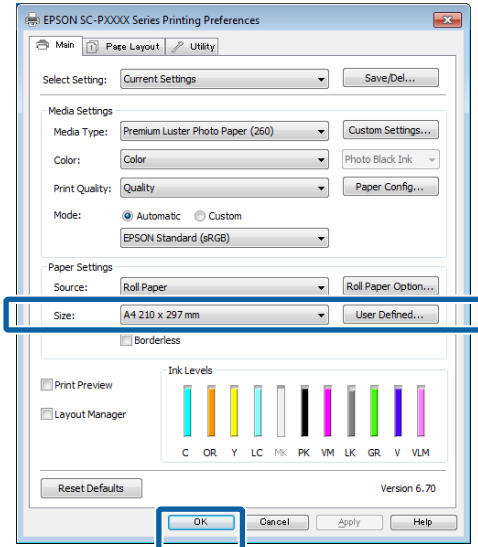 EPSON SC-PXXXX Series Printing Preferences
Main Page Layout Utility
Select Setting: Current Settings Save/Del...
Media Settings
Media Type: Premium Luster Photo Paper (260) Custom Settings...
Color: Color Photo Black Ink
Print Quality: Quality Paper Config...
Mode: Automatic Custom
EPSON Standard (sRGB)
Paper Settings
Source: Roll Paper Roll Paper Option...
Size: A4 210 x 297 mm User Defined...
Borderless
Ink Levels
Print Preview
Layout Manager
C OR Y LC MK PK VM LK GR V VLM
Reset Defaults Version 6.70
OK Cancel Apply Help